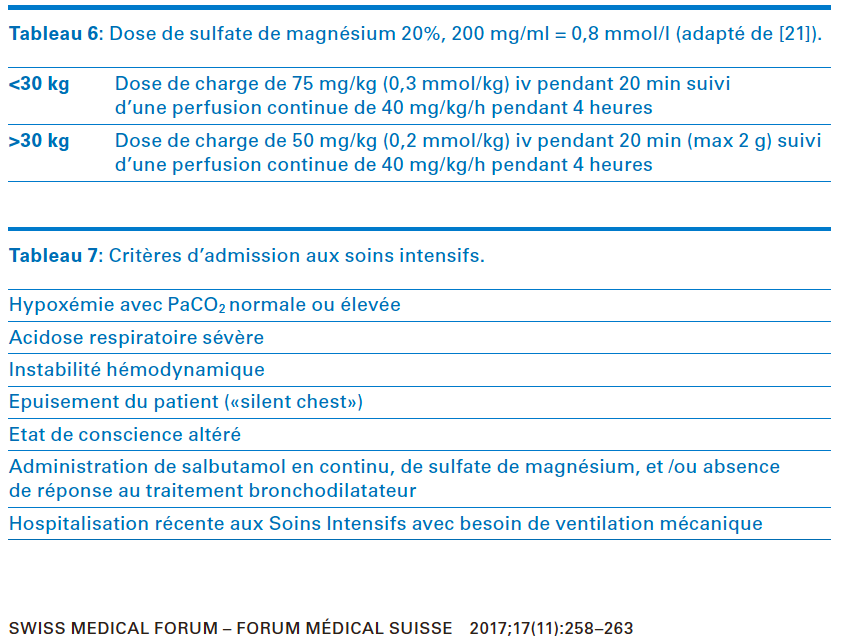 Tableau 6: Dose de sulfate de magnésium 20%, 200 mg/ml = 0,8 mmol/l (adapté de [21]).
<30 kg Dose de charge de 75 mg/kg (0,3 mmol/kg) iv pendant 20 min suivi
d’une perfusion continue de 40 mg/kg/h pendant 4 heures
>30 kg Dose de charge de 50 mg/kg (0,2 mmol/kg) iv pendant 20 min (max 2 g) suivi
d’une perfusion continue de 40 mg/kg/h pendant 4 heures
Tableau 7: Critères d’admission aux soins intensifs.
Hypoxémie avec PaCO₂ normale ou élevée
Acidose respiratoire sévère
Instabilité hémodynamique
Epuisement du patient («silent chest»)
Etat de conscience altéré
Administration de salbutamol en continu, de sulfate de magnésium, et /ou absence
de réponse au traitement bronchodilatateur
Hospitalisation récente aux Soins Intensifs avec besoin de ventilation mécanique
SWISS MEDICAL FORUM – FORUM MÉDICAL SUISSE 2017;17(11):258–263